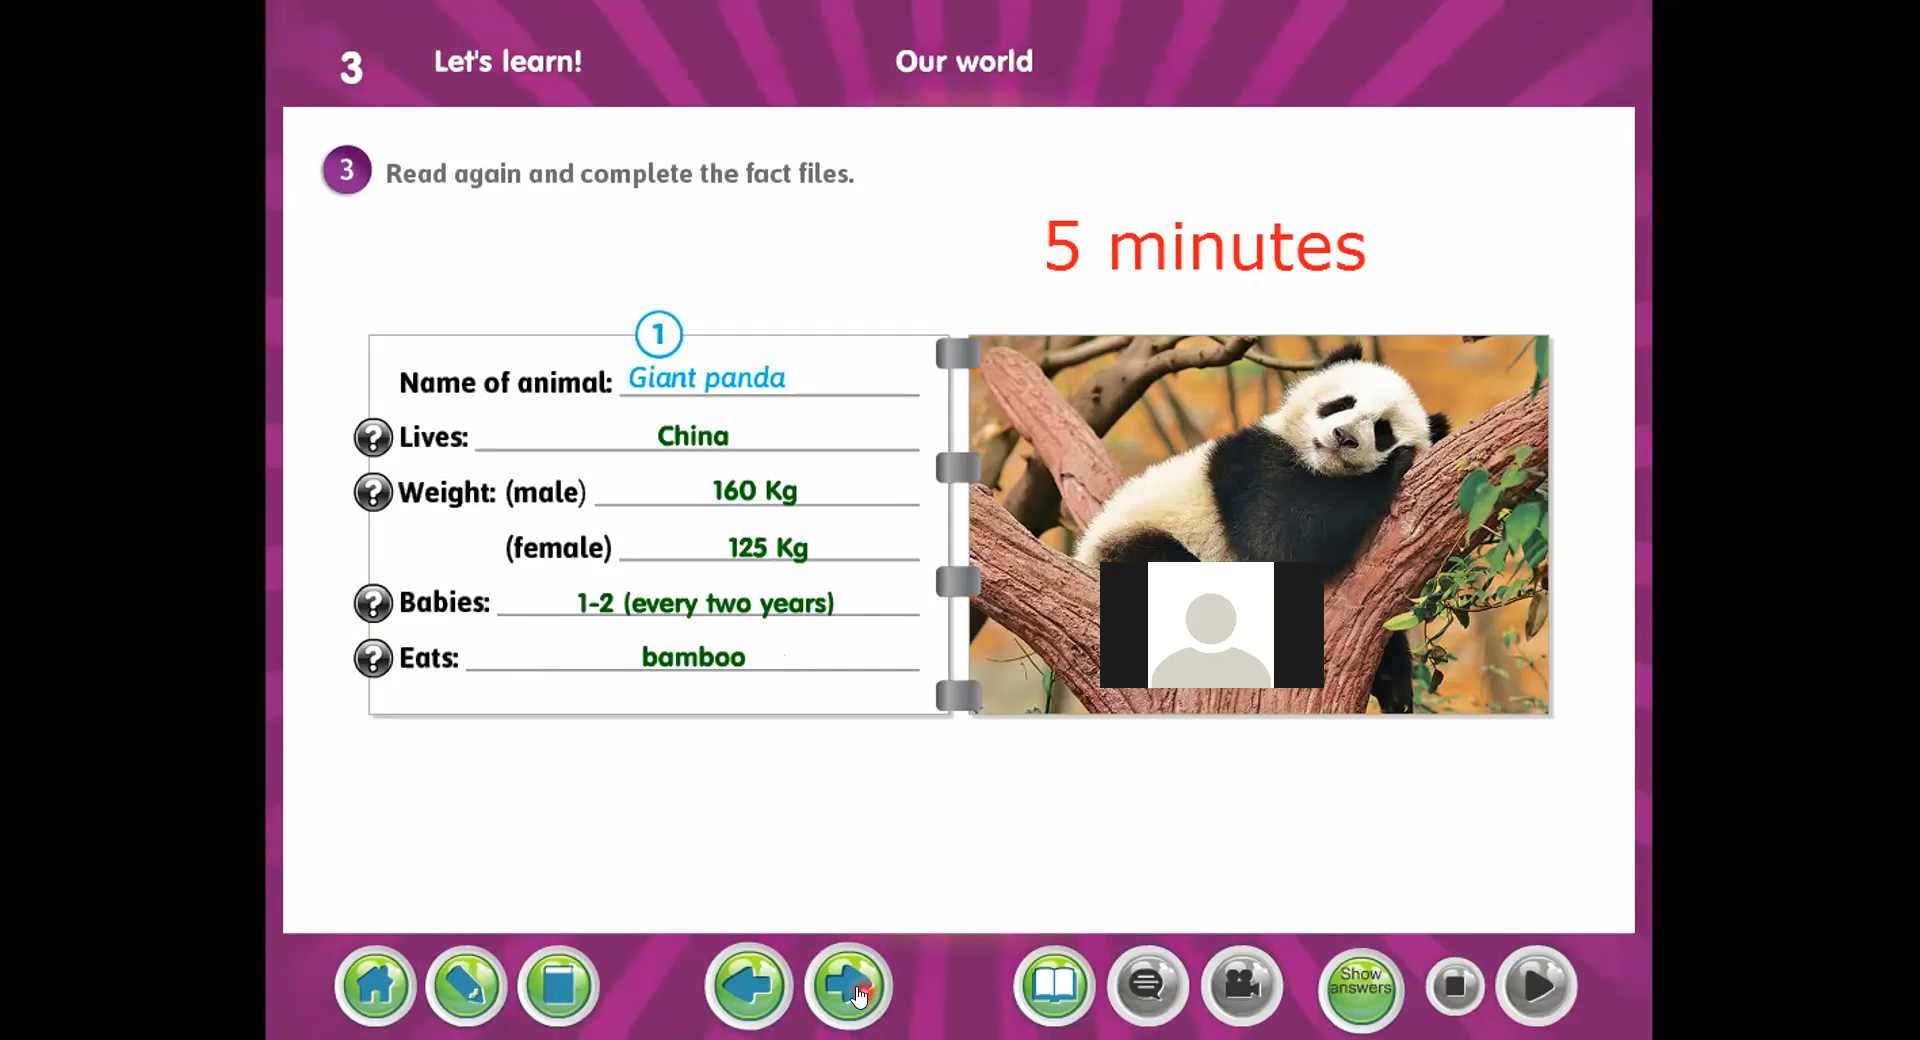 3 Let's learn! Our world
3 Read again and complete the fact files.
5 minutes
1
Name of animal: Giant panda
? Lives: China
? Weight: (male) 160 Kg
(female) 125 Kg
? Babies: 1-2 (every two years)
? Eats: bamboo
Show
answers